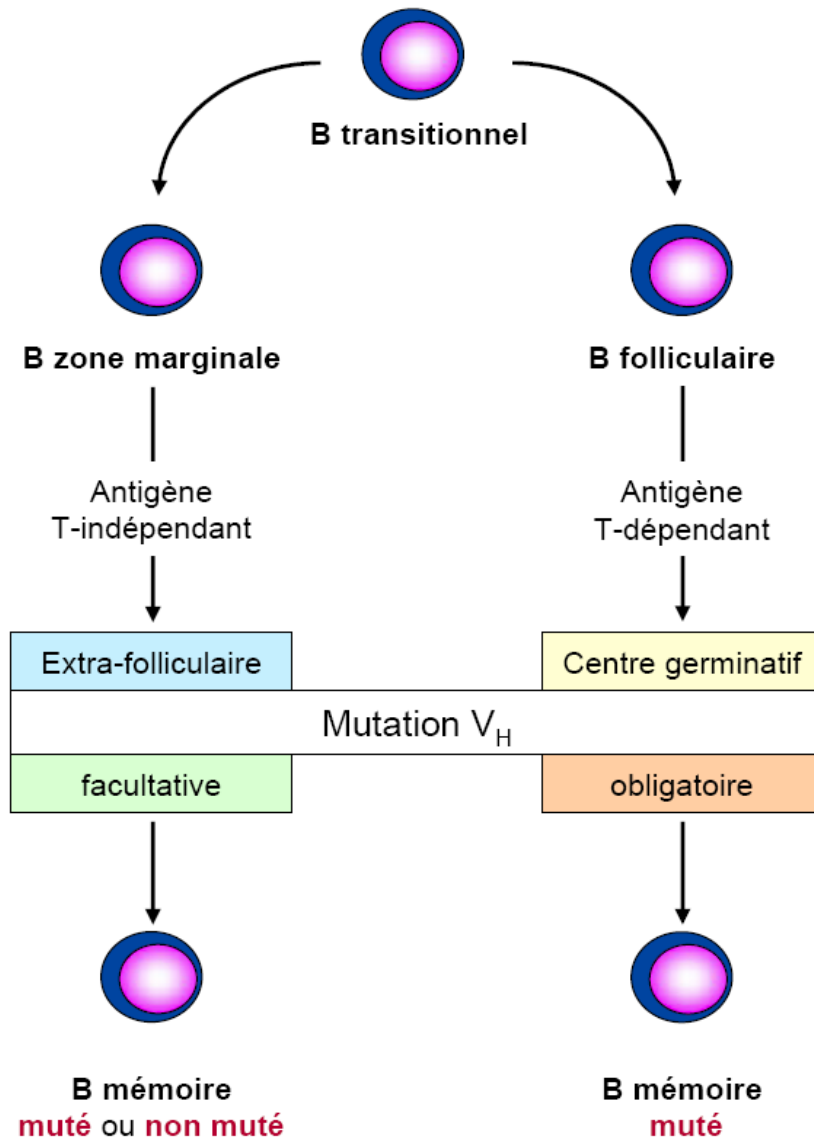 B transitionnel
B zone marginale
B folliculaire
Antigène
T-indépendant
Antigène
T-dépendant
Extra-folliculaire
Centre germinatif
Mutation VH
facultative
obligatoire
B mémoire
muté ou non muté
B mémoire
muté